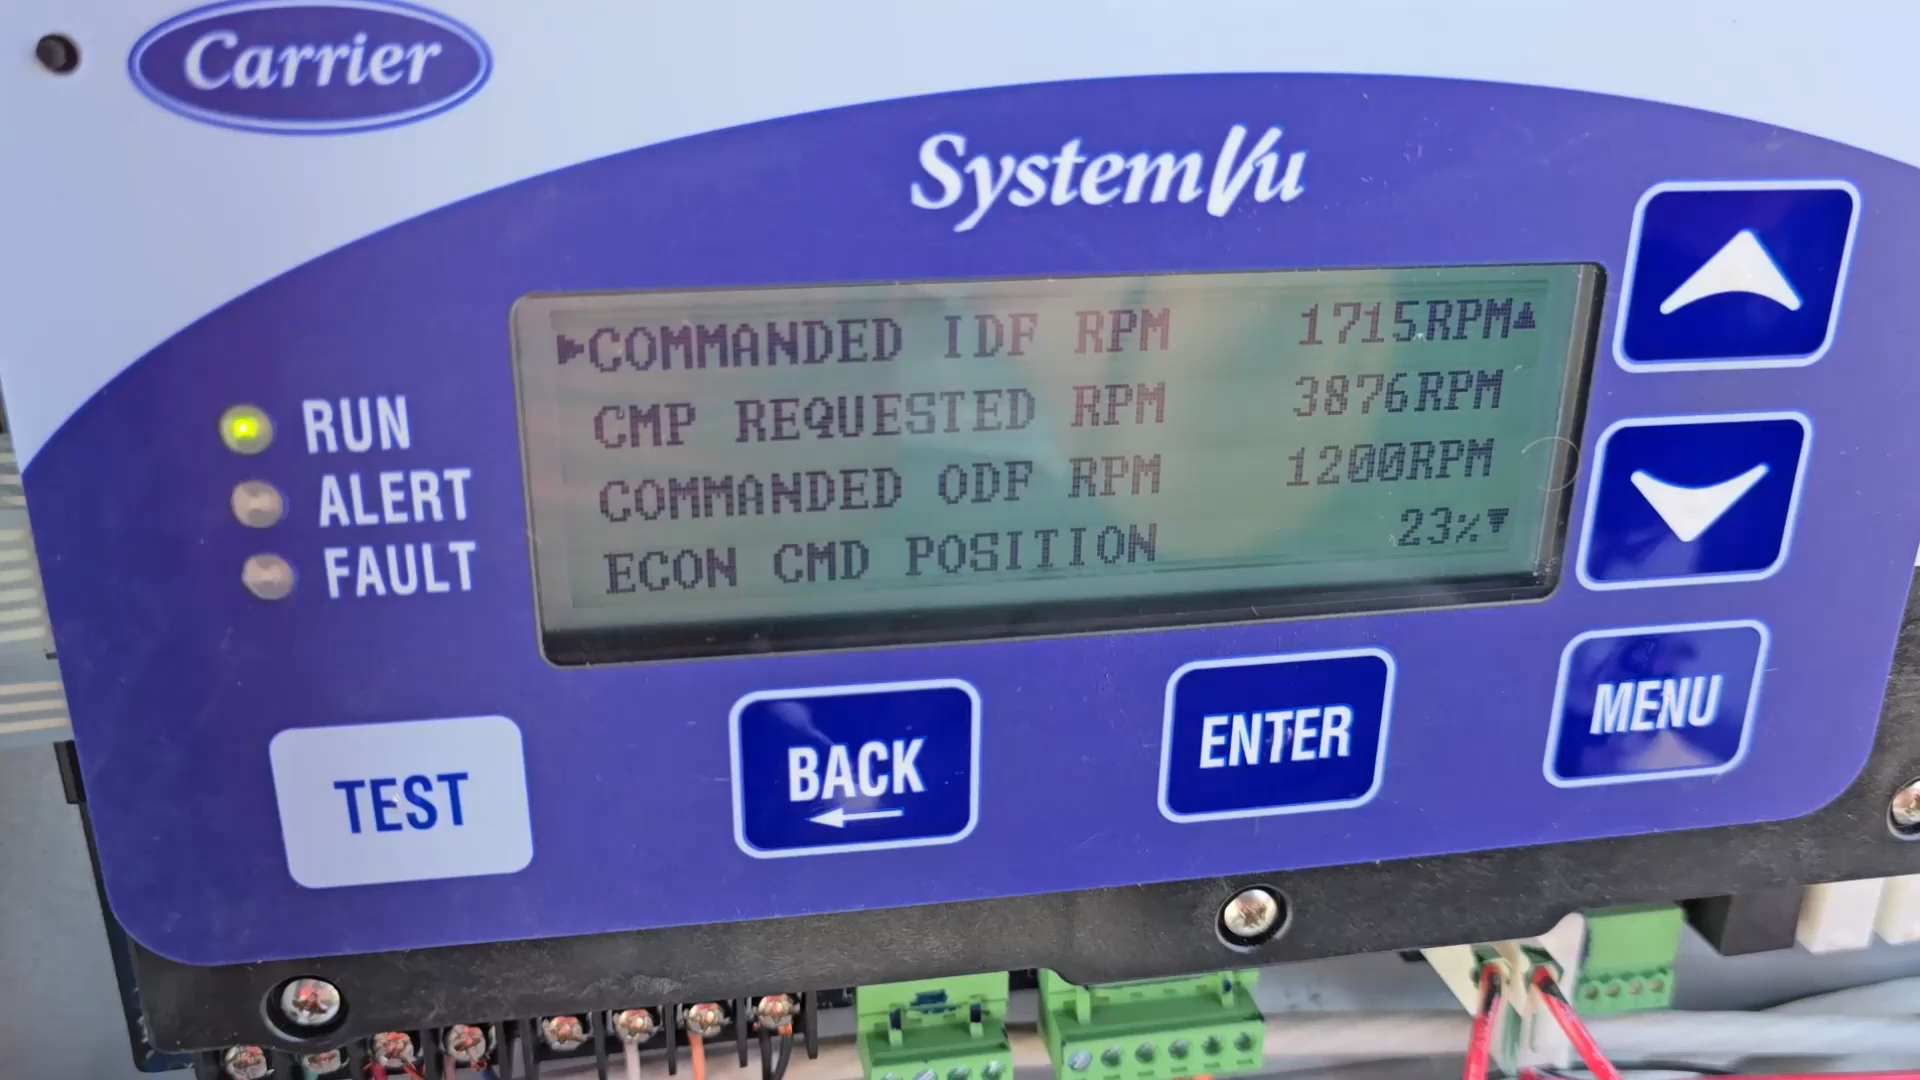 Carrier
SystemVu
COMMANDED IDF RPM 1715RPM
CMP REQUESTED RPM 3876RPM
COMMANDED ODF RPM 1200RPM
ECON CMD POSITION 23%
RUN
ALERT
FAULT
TEST
BACK
ENTER
MENU